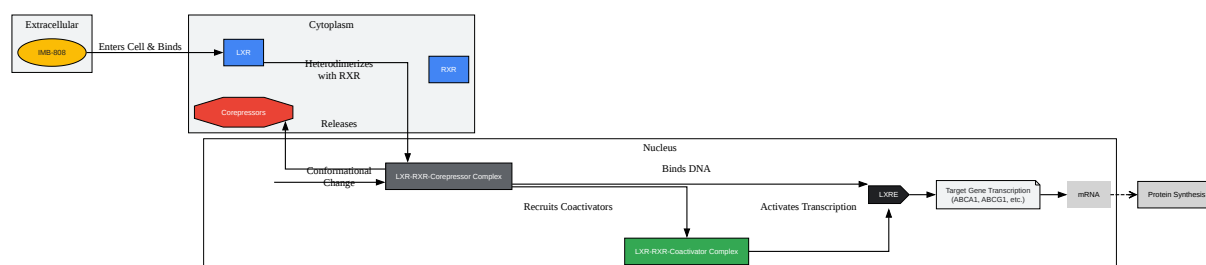 Extracellular
Cytoplasm
IMB-808
Enters Cell & Binds
LXR
Heterodimerizes
with RXR
RXR
Corepressors
Releases
Nucleus
Conformational
Change
LXR-RXR-Corepressor Complex
Binds DNA
Recruits Coactivators
Activates Transcription
LXRE
Target Gene Transcription
(ABCA1, ABCG1, etc.)
mRNA
Protein Synthesis
LXR-RXR-Coactivator Complex